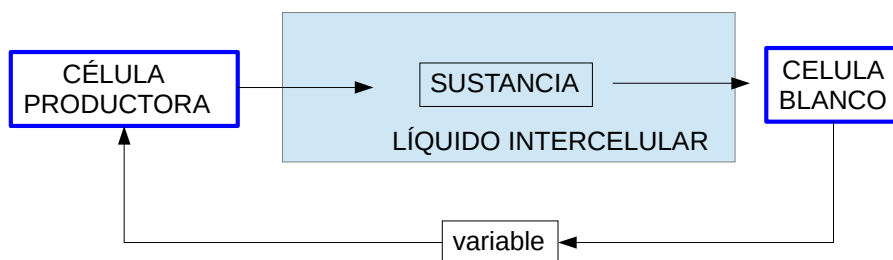 CÉLULA
PRODUCTORA
SUSTANCIA
LÍQUIDO INTERCELULAR
CELULA
BLANCO
variable